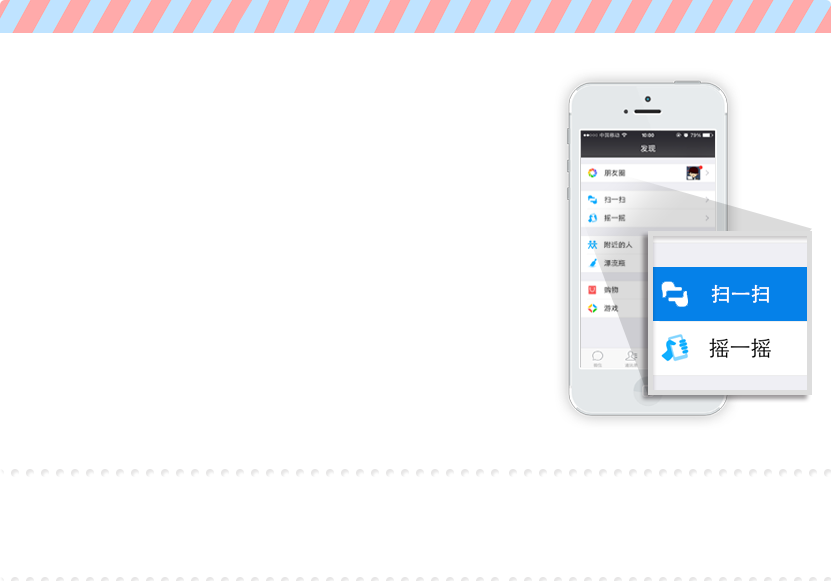 中国移动 10:00 79%
发现
朋友圈
扫一扫
摇一摇
附近的人
漂流瓶
购物
游戏
扫一扫
摇一摇